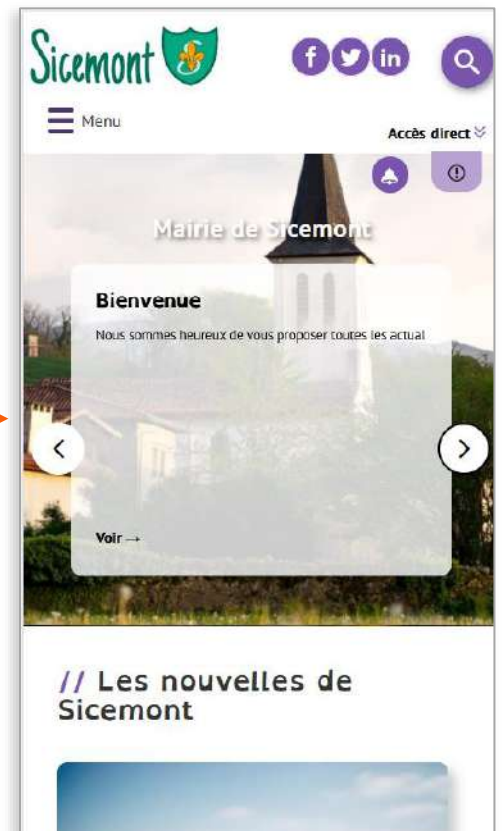 Sicemont
Menu
Accès direct
Mairie de Sicemont
Bienvenue
Nous sommes heureux de vous proposer toutes les actual
Voir →
// Les nouvelles de
Sicemont